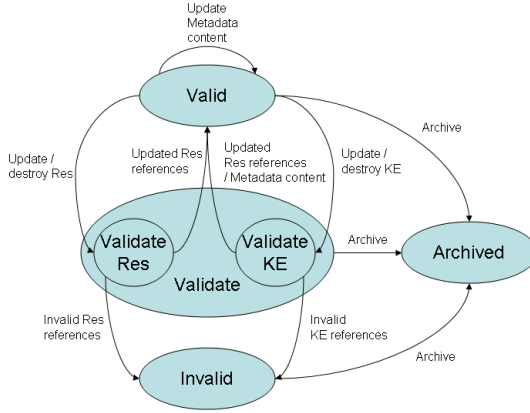 Update
Metadata
content
Valid
Archive
Update /
destroy Res
Updated Res
references
Updated
Res references
/ Metadata content
Update /
destroy KE
Validate
Res
Validate
KE
Validate
Archive
Archived
Invalid Res
references
Invalid
KE references
Archive
Invalid